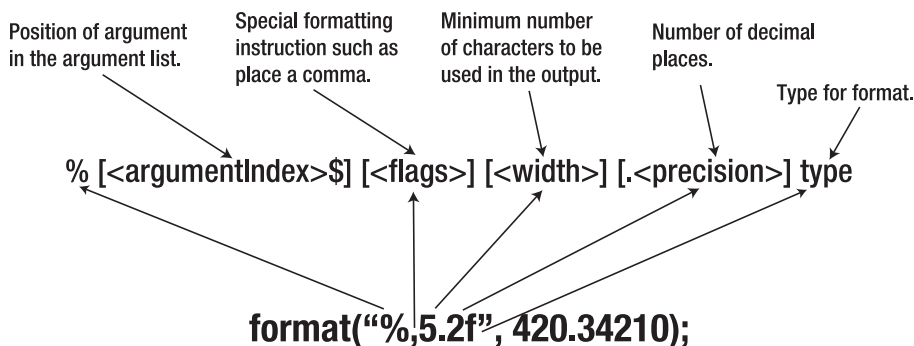 Position of argument
in the argument list.
Special formatting
instruction such as
place a comma.
Minimum number
of characters to be
used in the output.
Number of decimal
places.
Type for format.
% [<argumentIndex>$] [<flags>] [<width>] [.<precision>] type
format(“%,5.2f”, 420.34210);